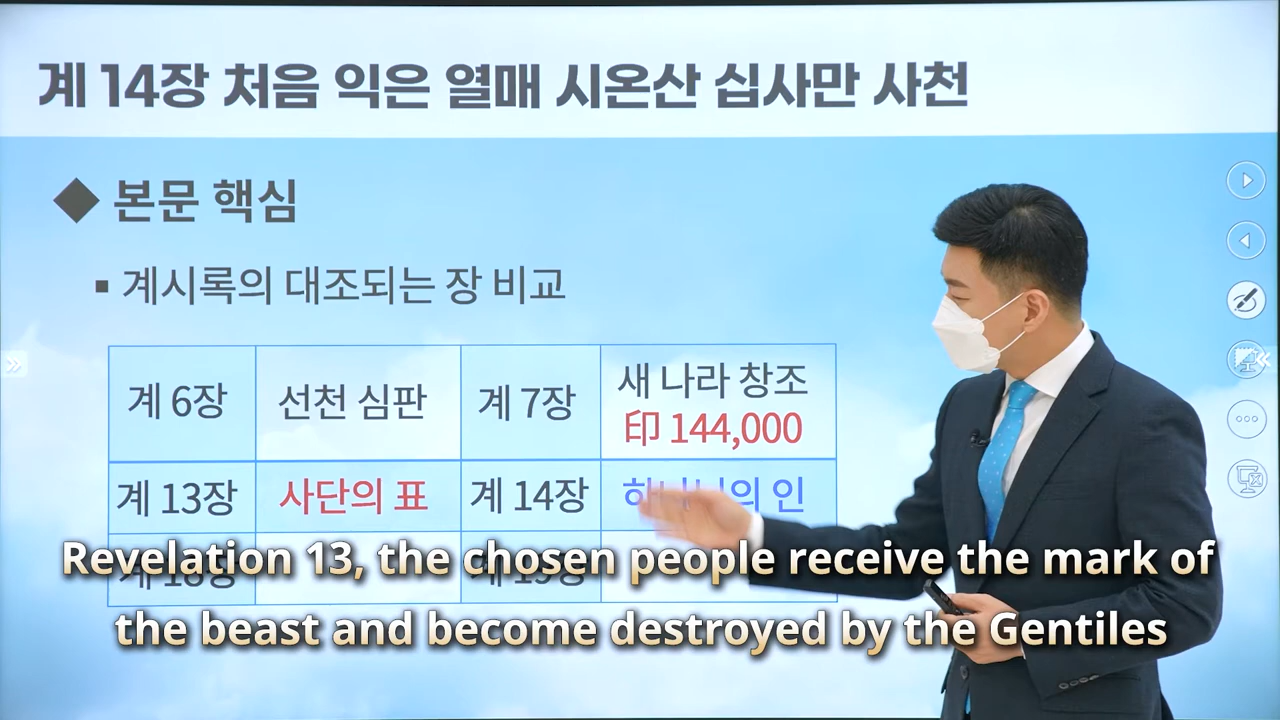 계 14장 처음 익은 열매 시온산 십사만 사천
◆ 본문 핵심
▪ 계시록의 대조되는 장 비교
계 6장 선천 심판 계 7장 새 나라 창조
印 144,000
계 13장 사단의 표 계 14장 의 인
Revelation 13, the chosen people receive the mark of
the beast and become destroyed by the Gentiles